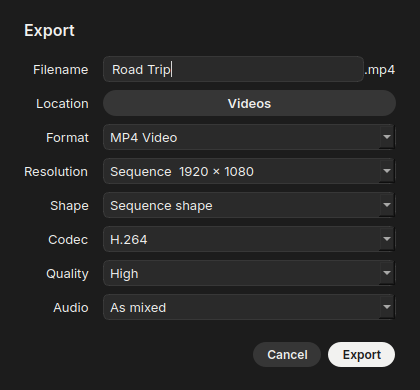 Export
Filename Road Trip .mp4
Location Videos
Format MP4 Video
Resolution Sequence 1920 × 1080
Shape Sequence shape
Codec H.264
Quality High
Audio As mixed
Cancel Export